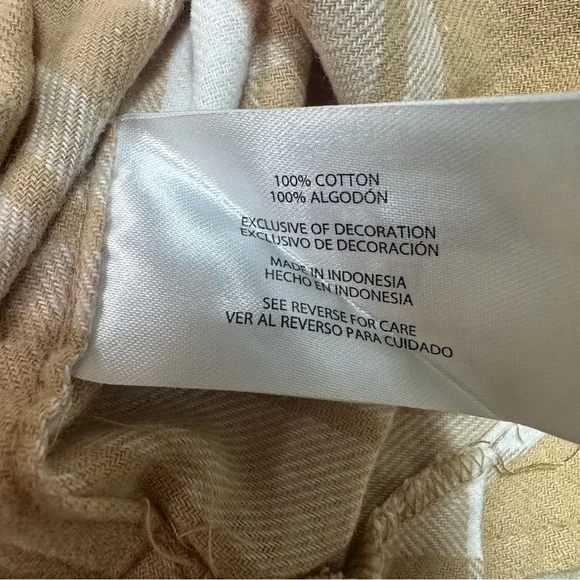 100% COTTON
100% ALGODÓN
EXCLUSIVE OF DECORATION
EXCLUSIVO DE DECORACIÓN
MADE IN INDONESIA
HECHO EN INDONESIA
SEE REVERSE FOR CARE
VER AL REVERSO PARA CUIDADO